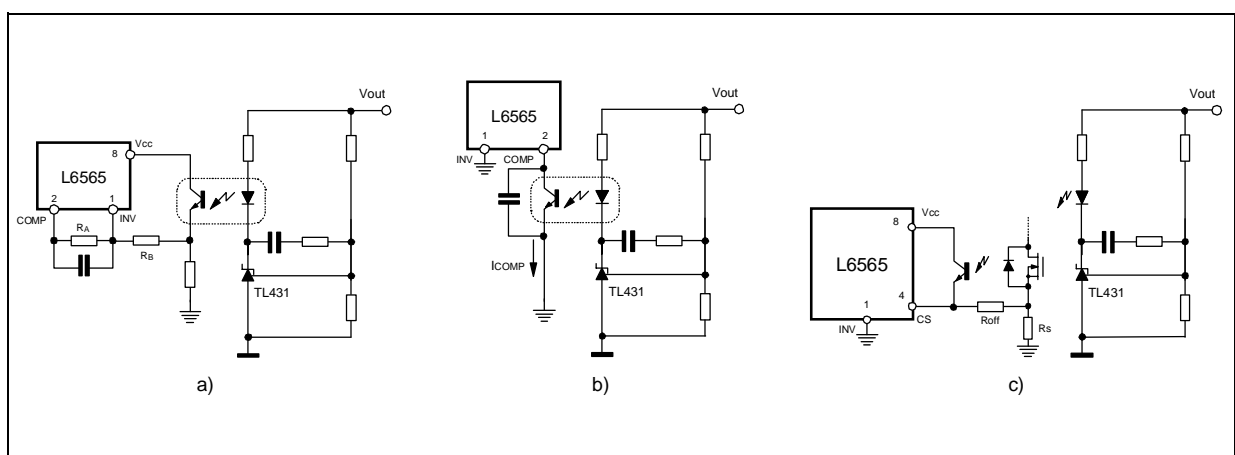 Vout
8
Vcc
L6565
2
1
COMP
INV
RA
RB
TL431
a)
L6565
1
2
INV
COMP
ICOMP
Vout
TL431
b)
L6565
8
Vcc
4
CS
1
INV
Roff
Rs
Vout
TL431
c)